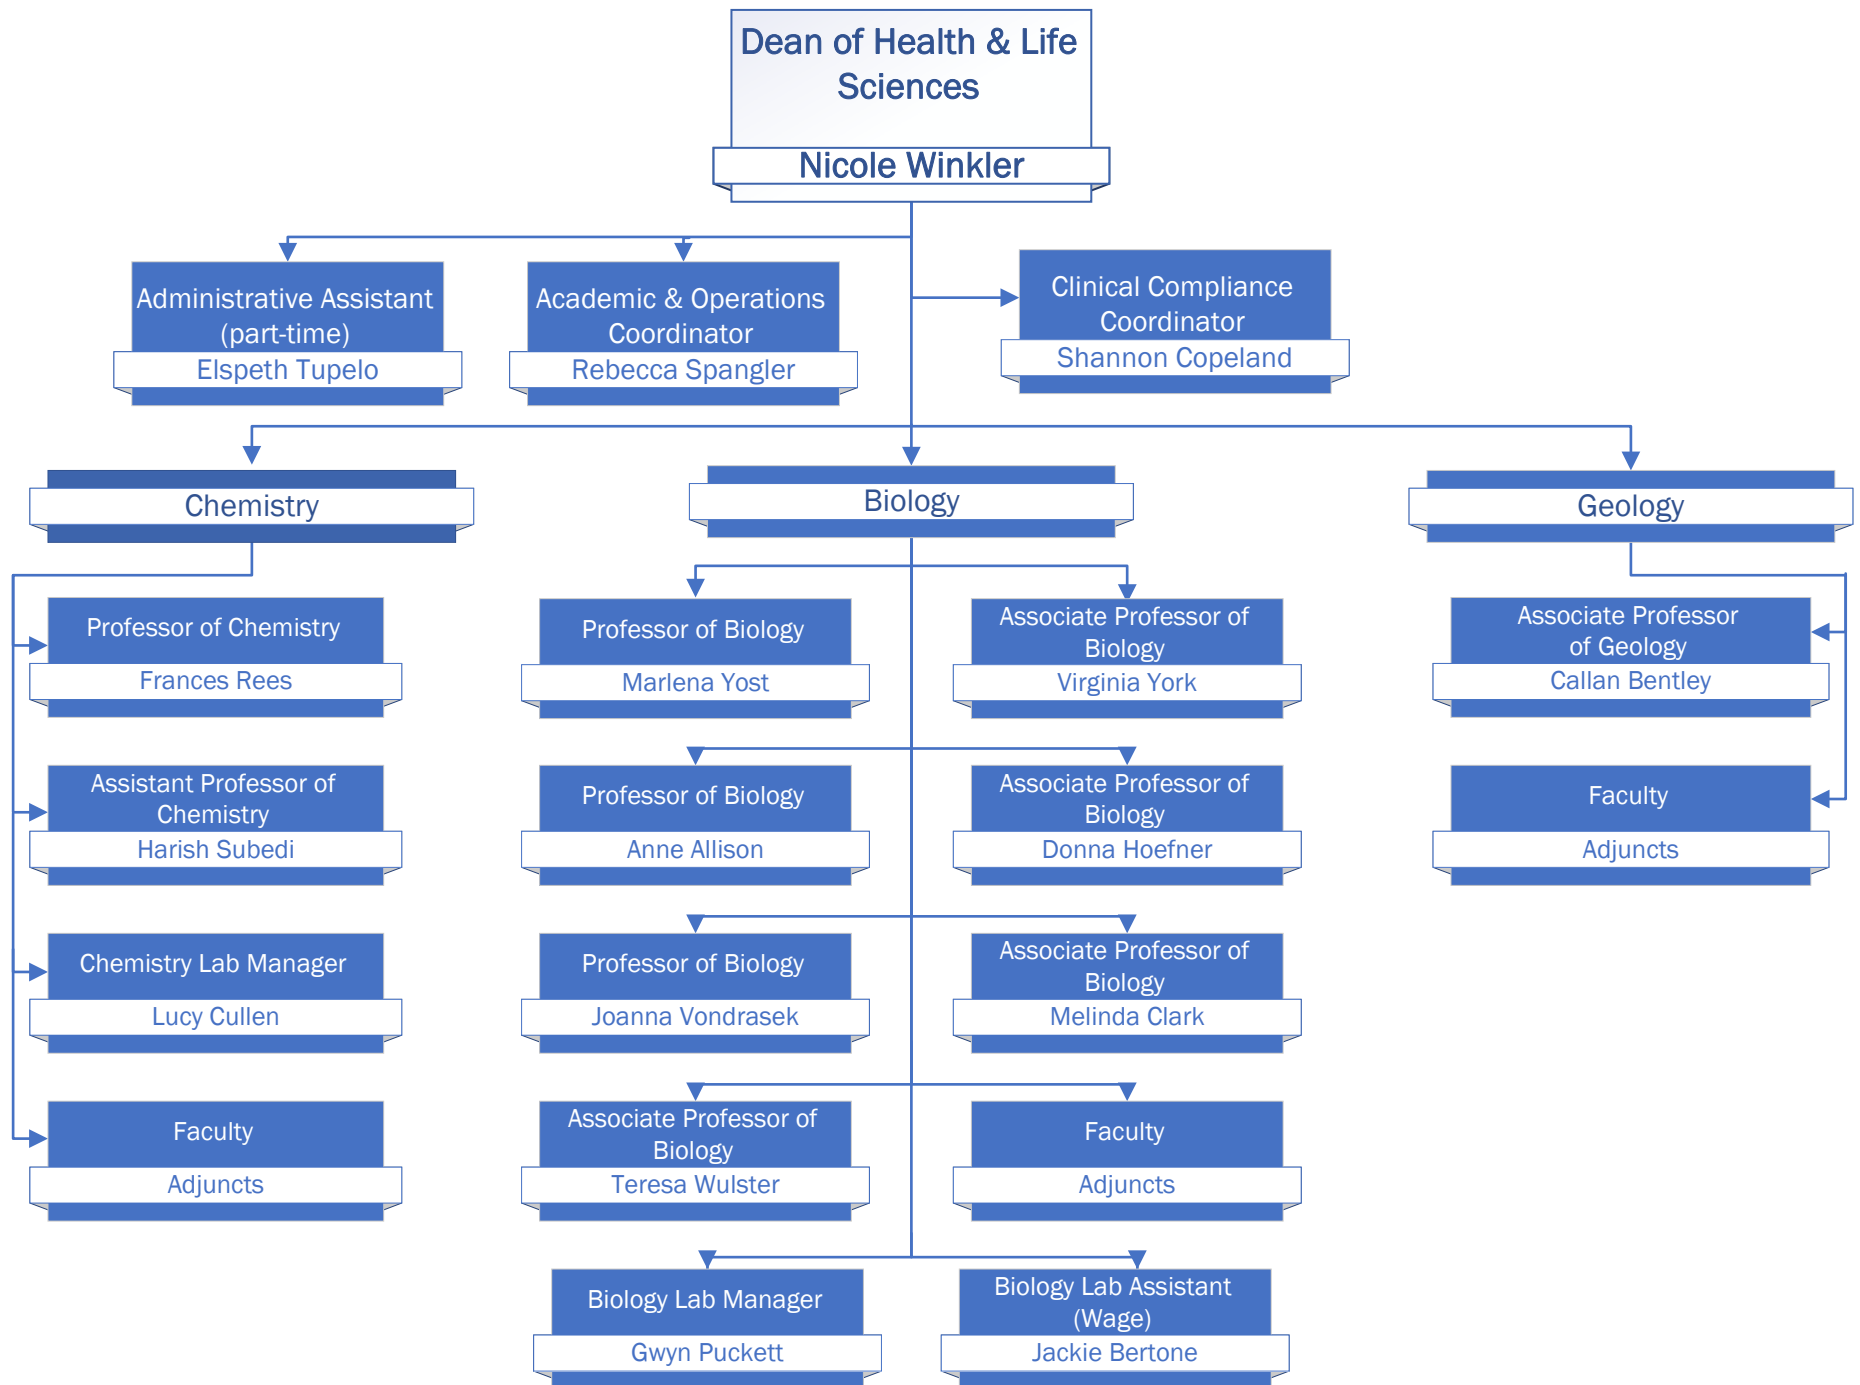 Dean of Health & Life
Sciences
Nicole Winkler
Administrative Assistant
(part-time)
Elspeth Tupelo
Academic & Operations
Coordinator
Rebecca Spangler
Clinical Compliance
Coordinator
Shannon Copeland
Chemistry
Biology
Geology
Professor of Chemistry
Frances Rees
Professor of Biology
Marlena Yost
Associate Professor of
Biology
Virginia York
Associate Professor
of Geology
Callan Bentley
Assistant Professor of
Chemistry
Harish Subedi
Professor of Biology
Anne Allison
Associate Professor of
Biology
Donna Hoefner
Faculty
Adjuncts
Chemistry Lab Manager
Lucy Cullen
Professor of Biology
Joanna Vondrasek
Associate Professor of
Biology
Melinda Clark
Faculty
Adjuncts
Associate Professor of
Biology
Teresa Wulster
Faculty
Adjuncts
Biology Lab Manager
Gwyn Puckett
Biology Lab Assistant
(Wage)
Jackie Bertone